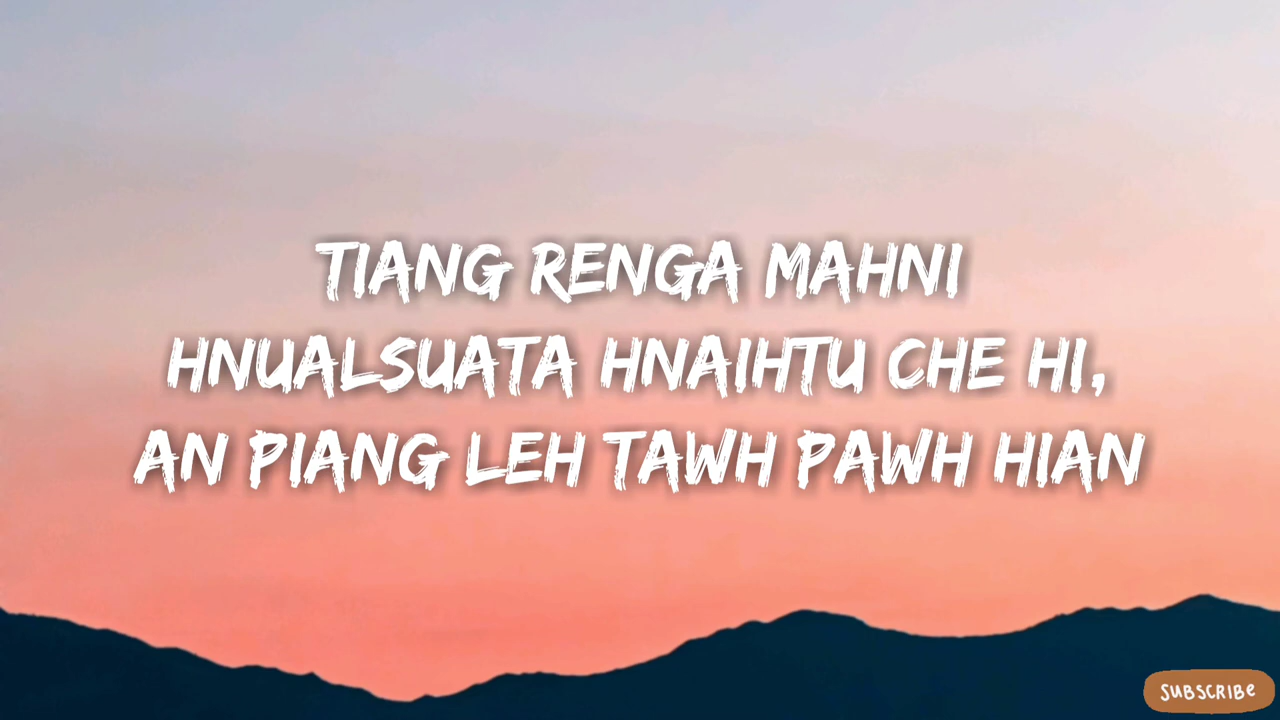 TIANG RENGA MAHNI
HNUALSUATA HNAIHTU CHE HI,
AN PIANG LEH TAWH PAWH HIAN
SUBSCRIBe